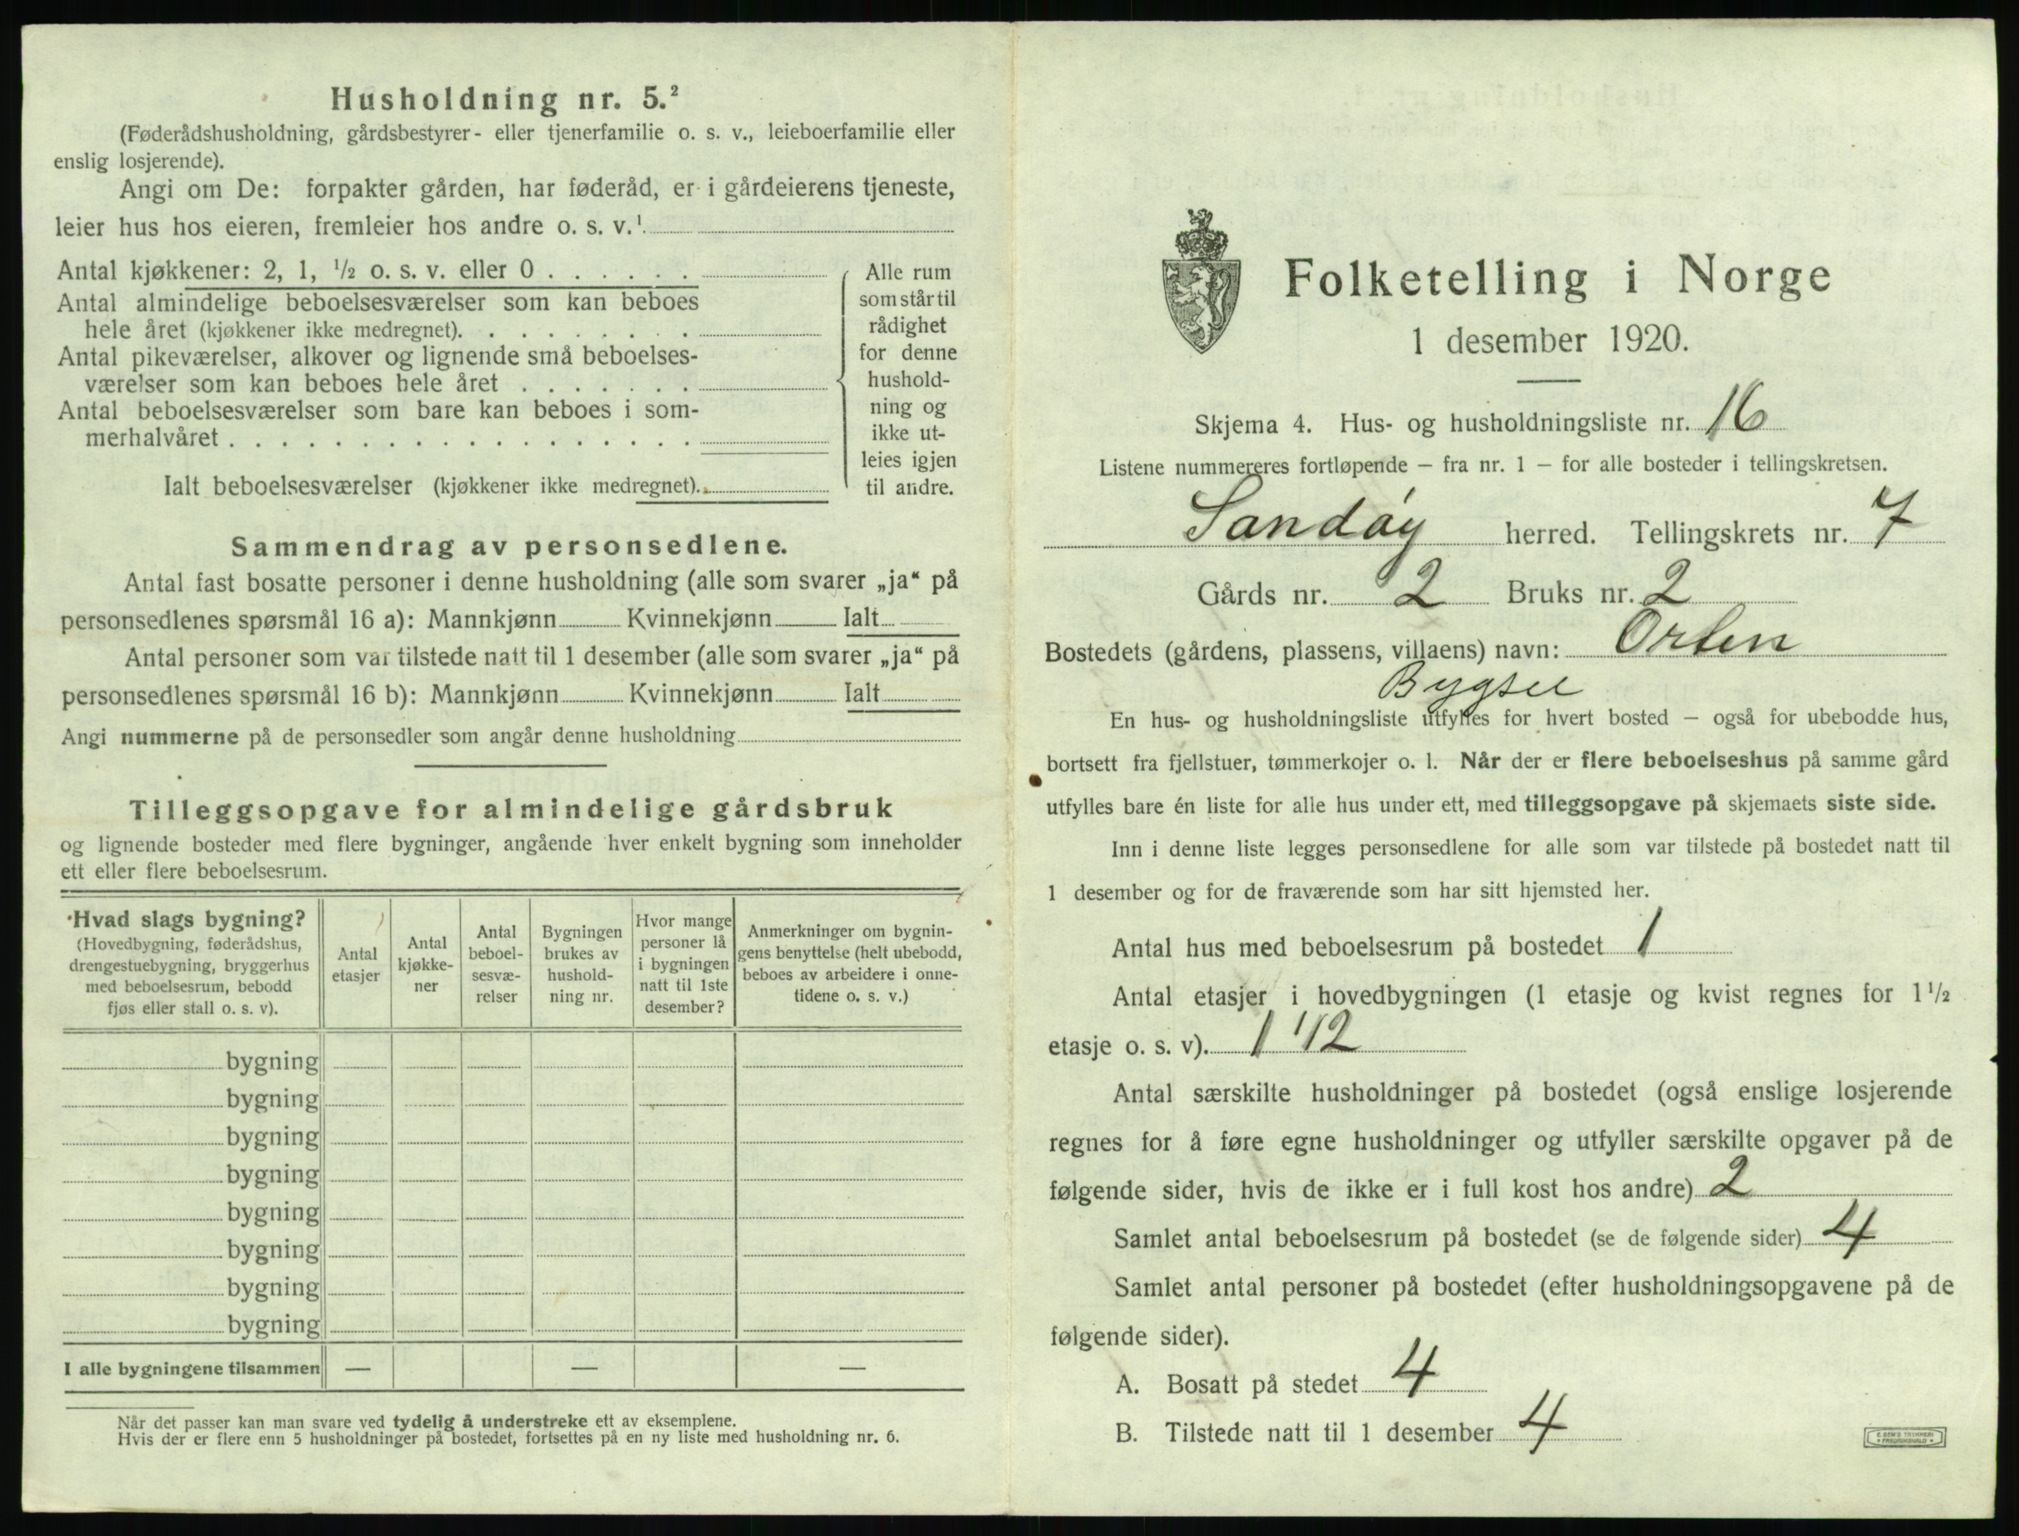 Husholdning nr. 5.²
(Føderådshusholdning, gårdsbestyrer- eller tjenerfamilie o. s. v., leieboerfamilie eller
enslig losjerende).
Angi om De: forpakter gården, har føderåd, er i gårdeierens tjeneste,
leier hus hos eieren, fremleier hos andre o. s. v.¹
Antal kjøkkener: 2, 1, ½ o. s. v. eller 0
Antal almindelige beboelsesværelser som kan beboes
hele året (kjøkkener ikke medregnet).
Antal pikeværelser, alkover og lignende små beboelses-
værelser som kan beboes hele året
Antal beboelsesværelser som bare kan beboes i som-
merhalvåret
Ialt beboelsesværelser (kjøkkener ikke medregnet).
Alle rum
som står til
rådighet
for denne
hushold-
ning og
ikke ut-
leies igjen
til andre.
Sammendrag av personsedlene.
Antal fast bosatte personer i denne husholdning (alle som svarer „ja“ på
personsedlenes spørsmål 16 a): Mannkjønn Kvinnekjønn Ialt
Antal personer som var tilstede natt til 1 desember (alle som svarer „ja“ på
personsedlenes spørsmål 16 b): Mannkjønn Kvinnekjønn Ialt
Angi nummerne på de personsedler som angår denne husholdning
Tilleggsopgave for almindelige gårdsbruk
og lignende bosteder med flere bygninger, angående hver enkelt bygning som inneholder
ett eller flere beboelsesrum.
Hvad slags bygning?
(Hovedbygning, føderådshus,
drengestuebygning, bryggerhus
med beboelsesrum, bebodd
fjøs eller stall o. s. v).
Antal
etasjer
Antal
kjøkke-
ner
Antal
beboel-
sesvæ-
relser
Bygningen
brukes av
hushold-
ning nr.
Hvor mange
personer lå
i bygningen
natt til 1ste
desember?
Anmerkninger om bygnin-
gens benyttelse (helt ubebodd,
beboes av arbeidere i onne-
tidene o. s. v.)
bygning
bygning
bygning
bygning
bygning
bygning
bygning
bygning
I alle bygningene tilsammen — — —
Når det passer kan man svare ved tydelig å understreke ett av eksemplene.
Hvis der er flere enn 5 husholdninger på bostedet, fortsettes på en ny liste med husholdning nr. 6.
Folketelling i Norge
1 desember 1920.
Skjema 4. Hus- og husholdningsliste nr. 16
Listene nummereres fortløpende – fra nr. 1 – for alle bosteder i tellingskretsen.
Sandøy herred. Tellingskrets nr. 7
Gårds nr. 2 Bruks nr. 2
Bostedets (gårdens, plassens, villaens) navn: Orten
Bygsel
En hus- og husholdningsliste utfylles for hvert bosted – også for ubebodde hus,
bortsett fra fjellstuer, tømmerkojer o. l. Når der er flere beboelseshus på samme gård
utfylles bare én liste for alle hus under ett, med tilleggsopgave på skjemaets siste side.
Inn i denne liste legges personsedlene for alle som var tilstede på bostedet natt til
1 desember og for de fraværende som har sitt hjemsted her.
Antal hus med beboelsesrum på bostedet 1
Antal etasjer i hovedbygningen (1 etasje og kvist regnes for 1½
etasje o. s. v). 1 1/2
Antal særskilte husholdninger på bostedet (også enslige losjerende
regnes for å føre egne husholdninger og utfyller særskilte opgaver på de
følgende sider, hvis de ikke er i full kost hos andre) 2
Samlet antal beboelsesrum på bostedet (se de følgende sider) 4
Samlet antal personer på bostedet (efter husholdningsopgavene på de
følgende sider).
A. Bosatt på stedet 4
B. Tilstede natt til 1 desember 4